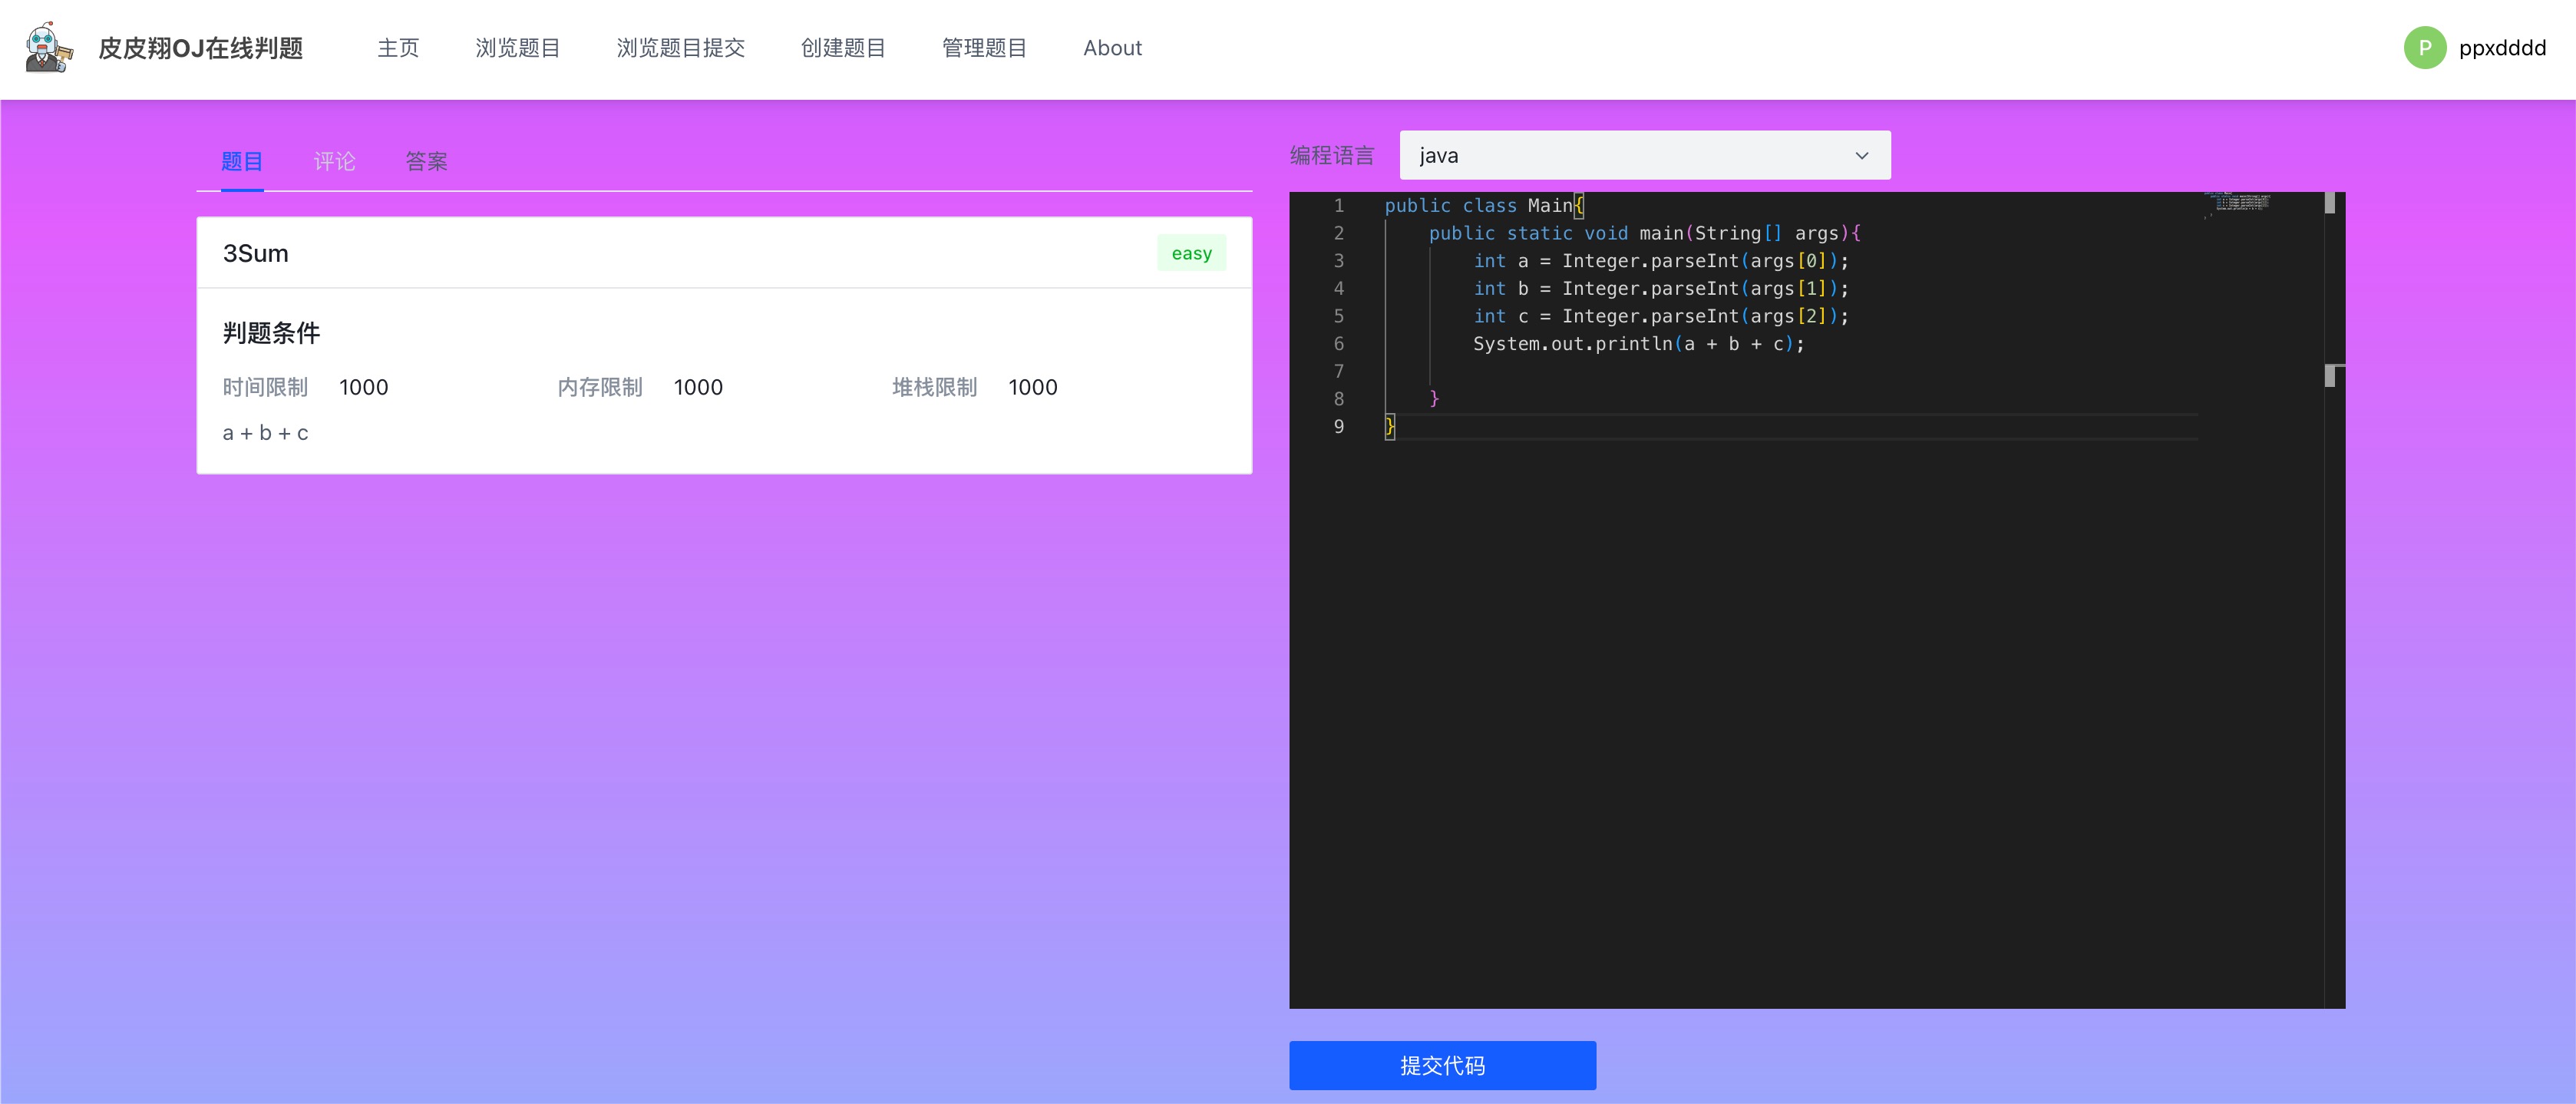 皮皮翔OJ在线判题 主页 浏览题目 浏览题目提交 创建题目 管理题目 About P ppxdddd
题目 评论 答案
3Sum easy
判题条件
时间限制 1000 内存限制 1000 堆栈限制 1000
a + b + c
编程语言 java
1 public class Main{
2     public static void main(String[] args){
3         int a = Integer.parseInt(args[0]);
4         int b = Integer.parseInt(args[1]);
5         int c = Integer.parseInt(args[2]);
6         System.out.println(a + b + c);
7
8     }
9 }
提交代码